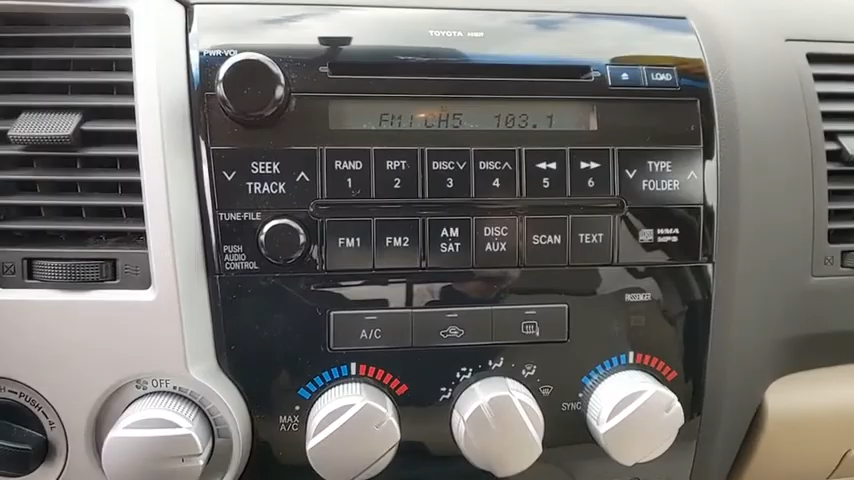 TOYOTA
PWR·VOL
LOAD
FM1 CH5 103.1
SEEK
TRACK
RAND
1
RPT
2
DISC
3
DISC
4
5
6
TYPE
FOLDER
TUNE·FILE
PUSH
AUDIO
CONTROL
FM1
FM2
AM
SAT
DISC
AUX
SCAN
TEXT
WMA
MP3
PASSENGER
A/C
OFF
MAX
A/C
SYNC
PUSH-4L